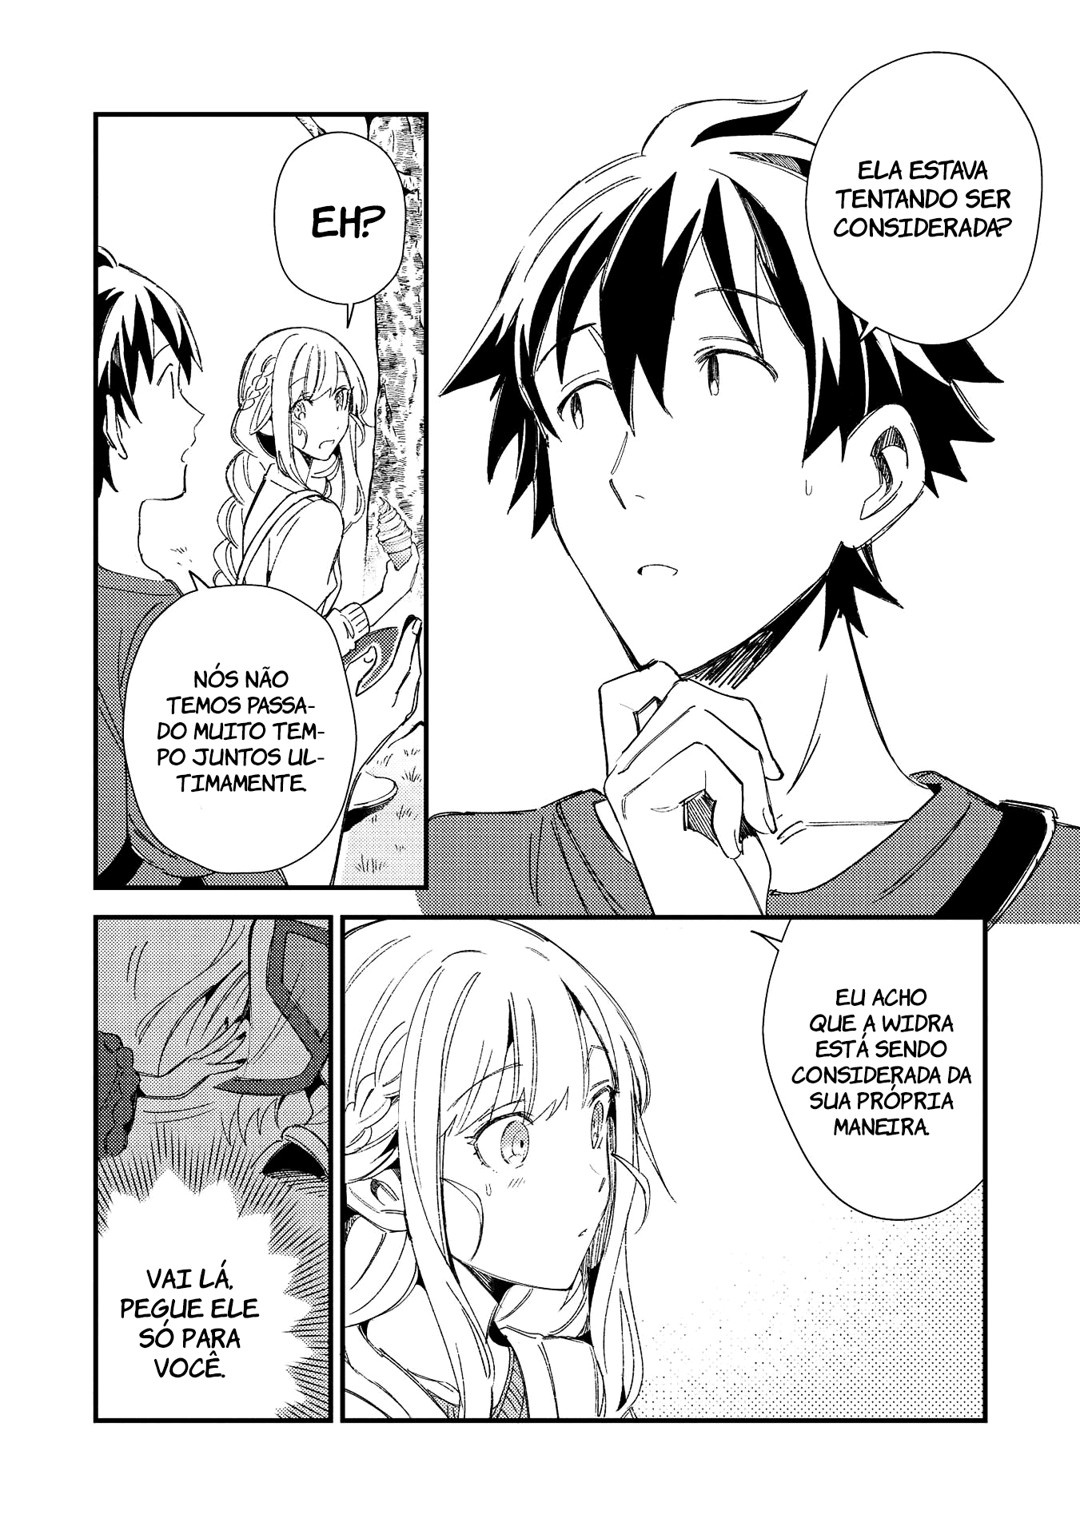 ELA ESTAVA
TENTANDO SER
CONSIDERADA?
EH?
NÓS NÃO
TEMOS PASSA-
DO MUITO TEM-
PO JUNTOS UL-
TIMAMENTE.
EU ACHO
QUE A WIDRA
ESTÁ SENDO
CONSIDERADA DA
SUA PRÓPRIA
MANEIRA.
VAI LÁ,
PEGUE ELE
SÓ PARA
VOCÊ.